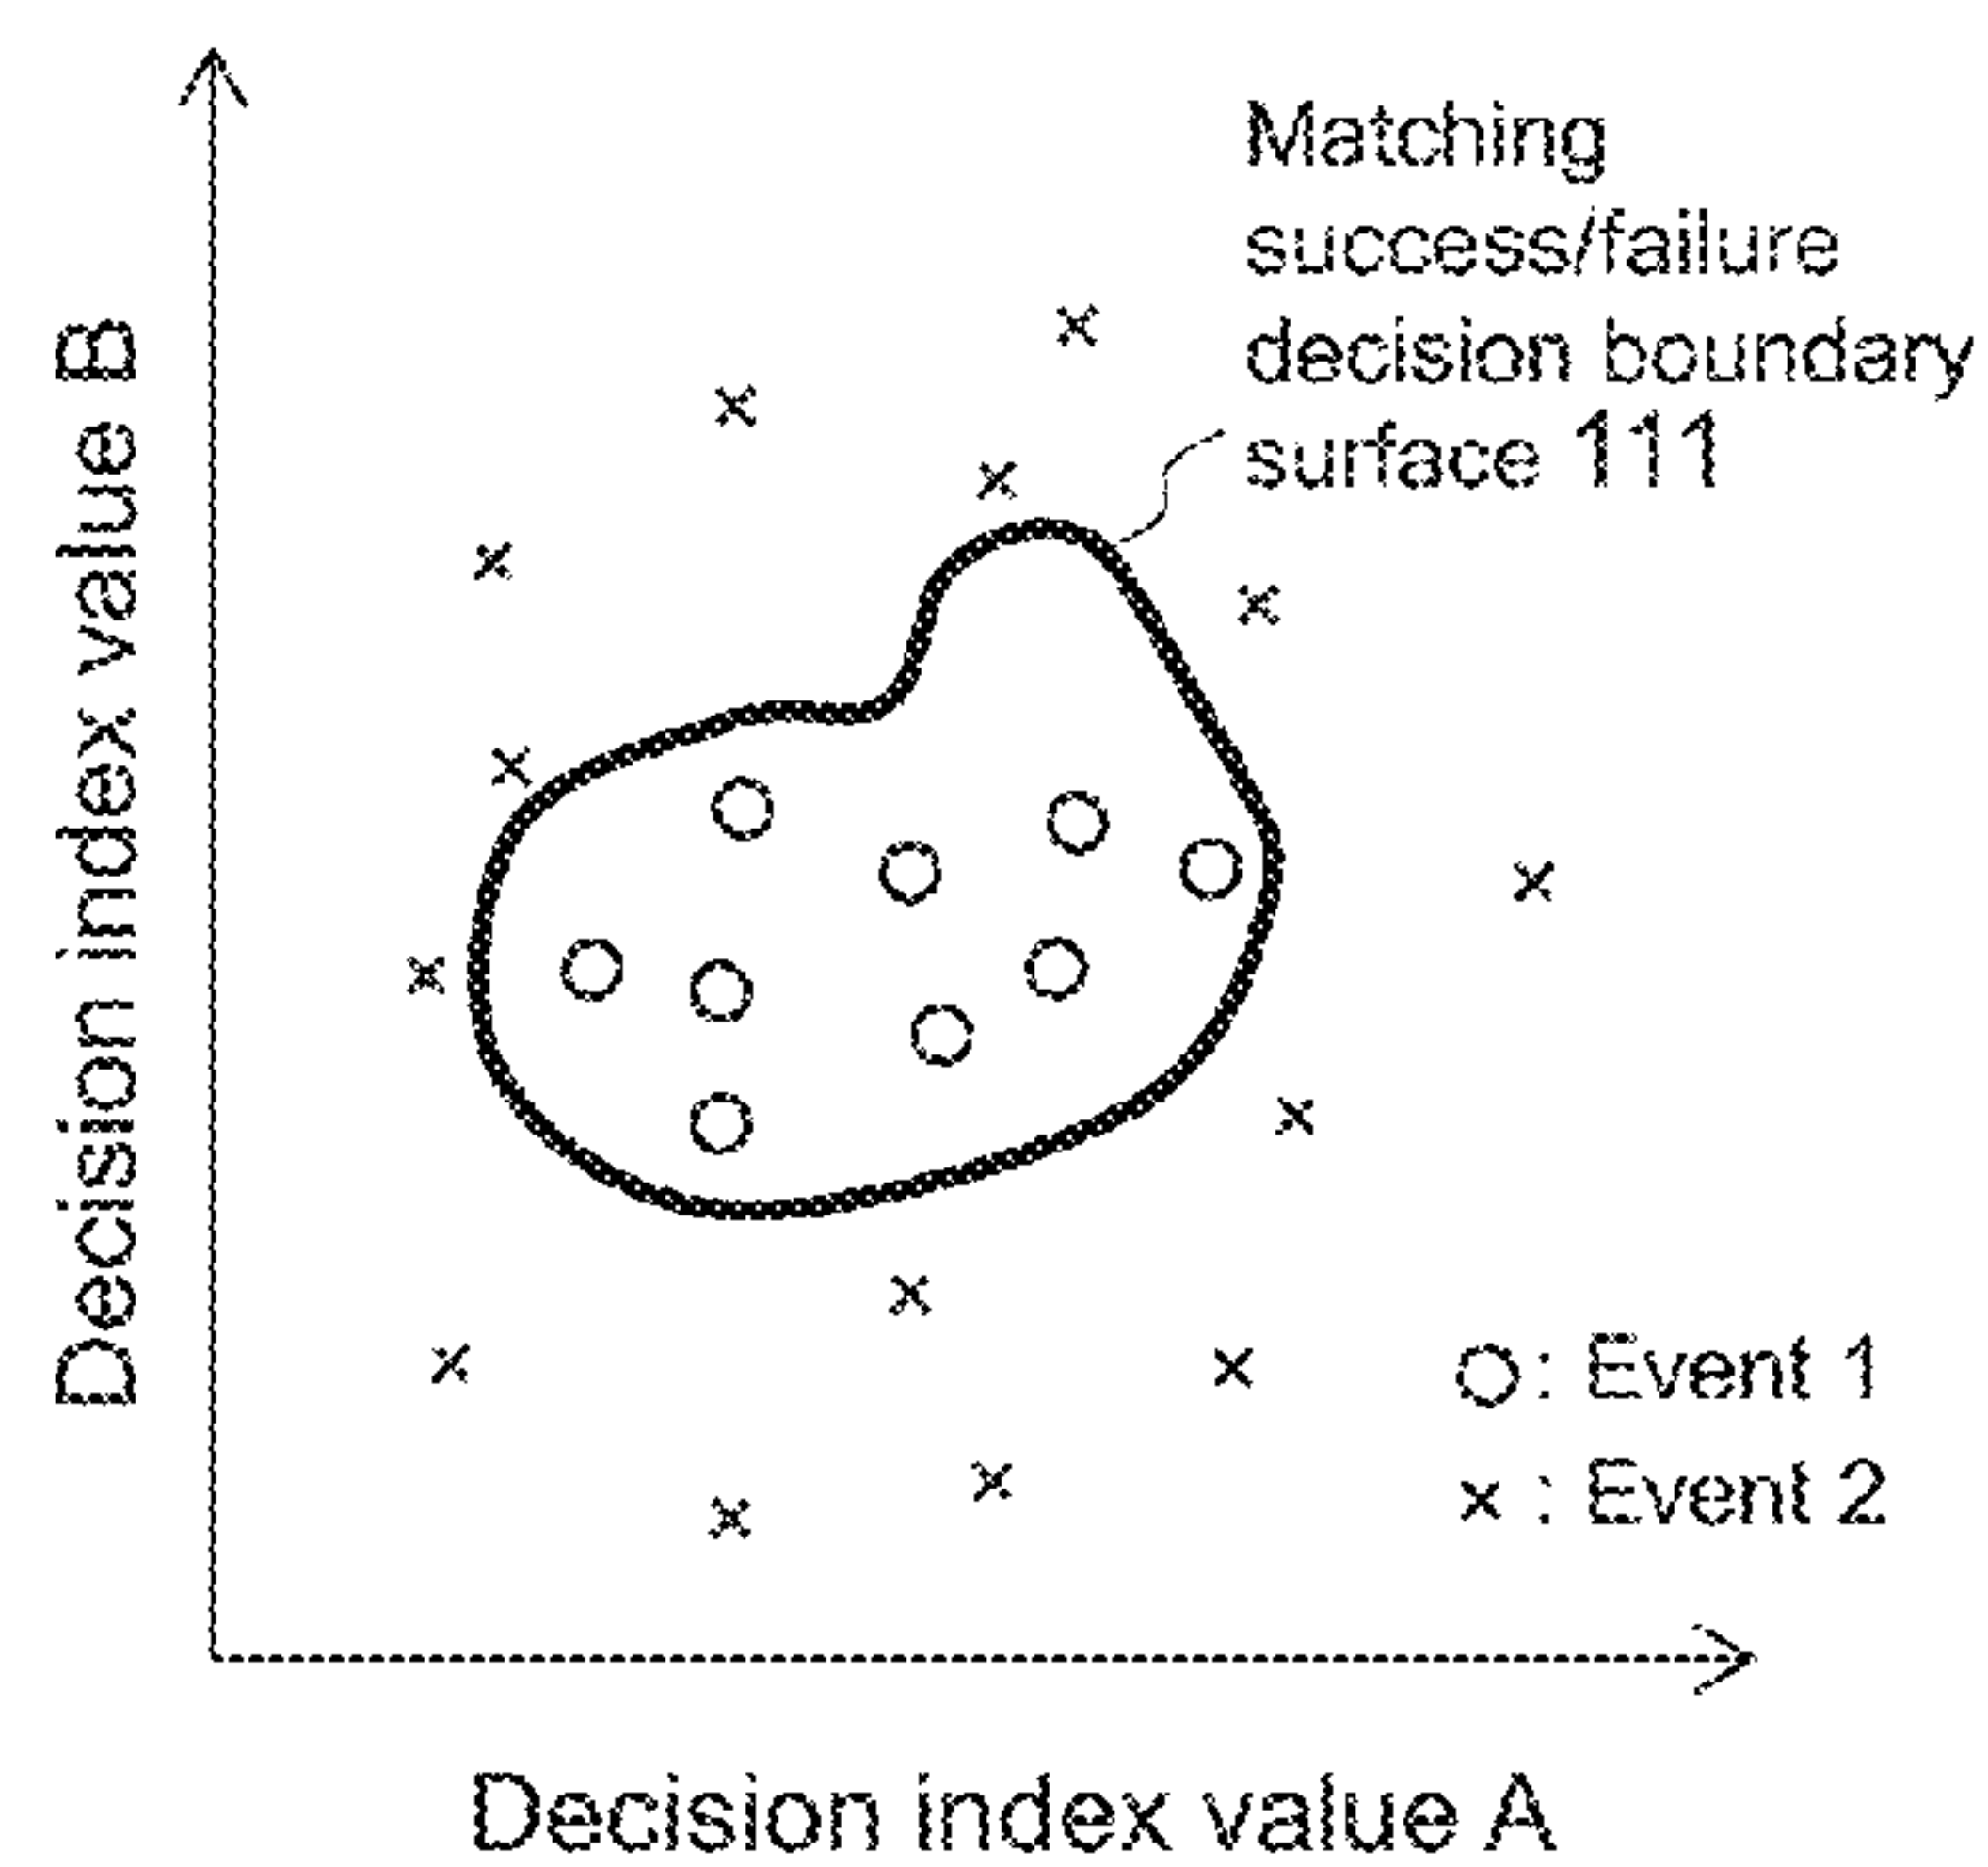 Matching
success/failure
decision boundary
surface 111
Decision index value B
○: Event 1
×: Event 2
Decision index value A